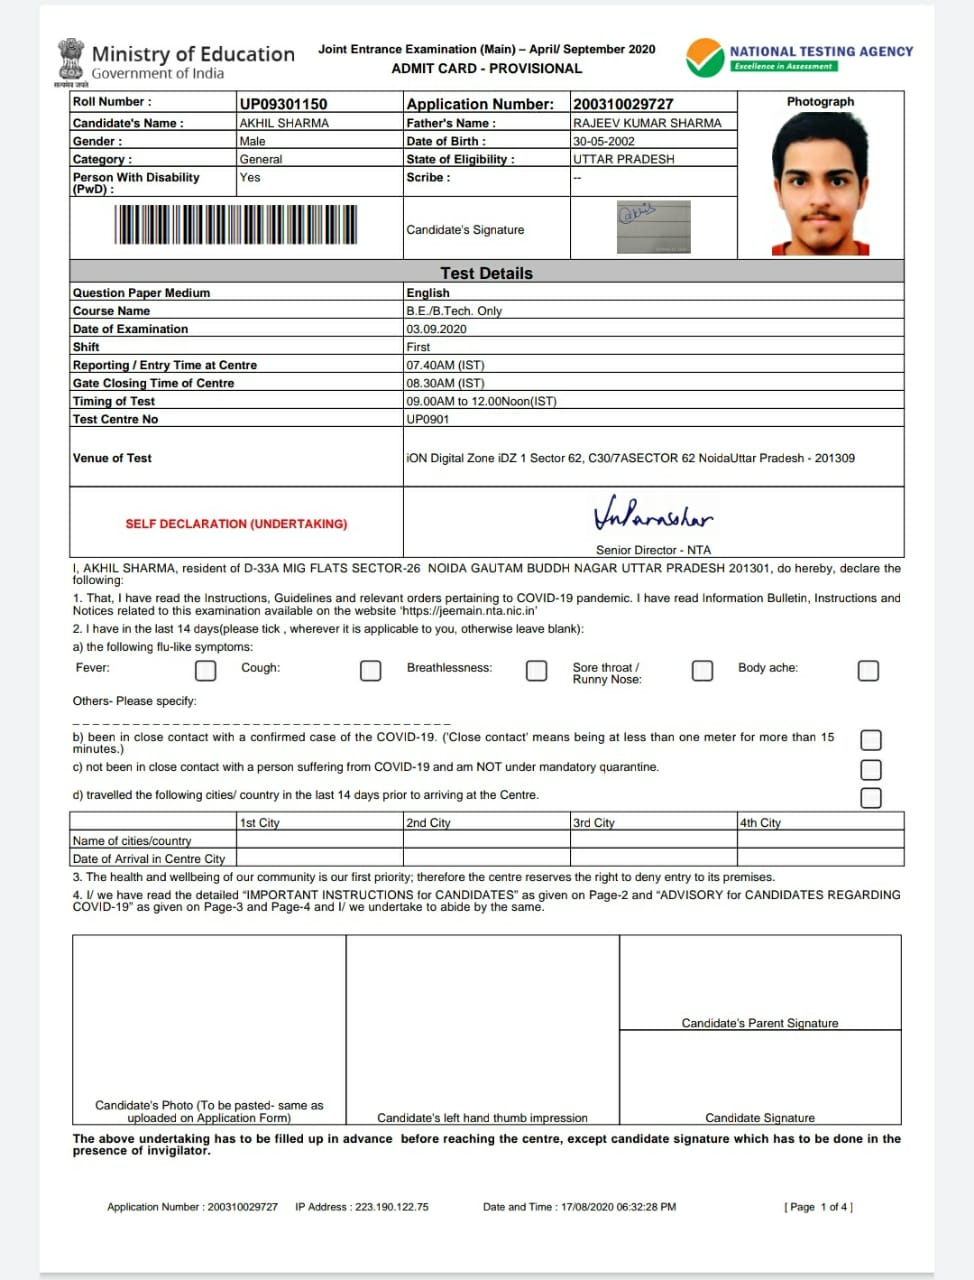 Ministry of Education
Government of India
सत्यमेव जयते
Joint Entrance Examination (Main) – April/ September 2020
ADMIT CARD - PROVISIONAL
NATIONAL TESTING AGENCY
Excellence in Assessment
Roll Number : UP09301150 Application Number: 200310029727 Photograph
Candidate's Name : AKHIL SHARMA Father's Name : RAJEEV KUMAR SHARMA
Gender : Male Date of Birth : 30-05-2002
Category : General State of Eligibility : UTTAR PRADESH
Person With Disability (PwD) : Yes Scribe : --
Candidate's Signature
Test Details
Question Paper Medium English
Course Name B.E./B.Tech. Only
Date of Examination 03.09.2020
Shift First
Reporting / Entry Time at Centre 07.40AM (IST)
Gate Closing Time of Centre 08.30AM (IST)
Timing of Test 09.00AM to 12.00Noon(IST)
Test Centre No UP0901
Venue of Test iON Digital Zone iDZ 1 Sector 62, C30/7ASECTOR 62 NoidaUttar Pradesh - 201309
SELF DECLARATION (UNDERTAKING)
Senior Director - NTA
I, AKHIL SHARMA, resident of D-33A MIG FLATS SECTOR-26 NOIDA GAUTAM BUDDH NAGAR UTTAR PRADESH 201301, do hereby, declare the
following:
1. That, I have read the Instructions, Guidelines and relevant orders pertaining to COVID-19 pandemic. I have read Information Bulletin, Instructions and
Notices related to this examination available on the website 'https://jeemain.nta.nic.in'
2. I have in the last 14 days(please tick , wherever it is applicable to you, otherwise leave blank):
a) the following flu-like symptoms:
Fever: Cough: Breathlessness: Sore throat / Runny Nose: Body ache:
Others- Please specify:
b) been in close contact with a confirmed case of the COVID-19. ('Close contact' means being at less than one meter for more than 15
minutes.)
c) not been in close contact with a person suffering from COVID-19 and am NOT under mandatory quarantine.
d) travelled the following cities/ country in the last 14 days prior to arriving at the Centre.
1st City 2nd City 3rd City 4th City
Name of cities/country
Date of Arrival in Centre City
3. The health and wellbeing of our community is our first priority; therefore the centre reserves the right to deny entry to its premises.
4. I/ we have read the detailed “IMPORTANT INSTRUCTIONS for CANDIDATES” as given on Page-2 and “ADVISORY for CANDIDATES REGARDING
COVID-19” as given on Page-3 and Page-4 and I/ we undertake to abide by the same.
Candidate's Parent Signature
Candidate's Photo (To be pasted- same as
uploaded on Application Form)
Candidate's left hand thumb impression
Candidate Signature
The above undertaking has to be filled up in advance before reaching the centre, except candidate signature which has to be done in the
presence of invigilator.
Application Number : 200310029727 IP Address : 223.190.122.75 Date and Time : 17/08/2020 06:32:28 PM [ Page 1 of 4 ]